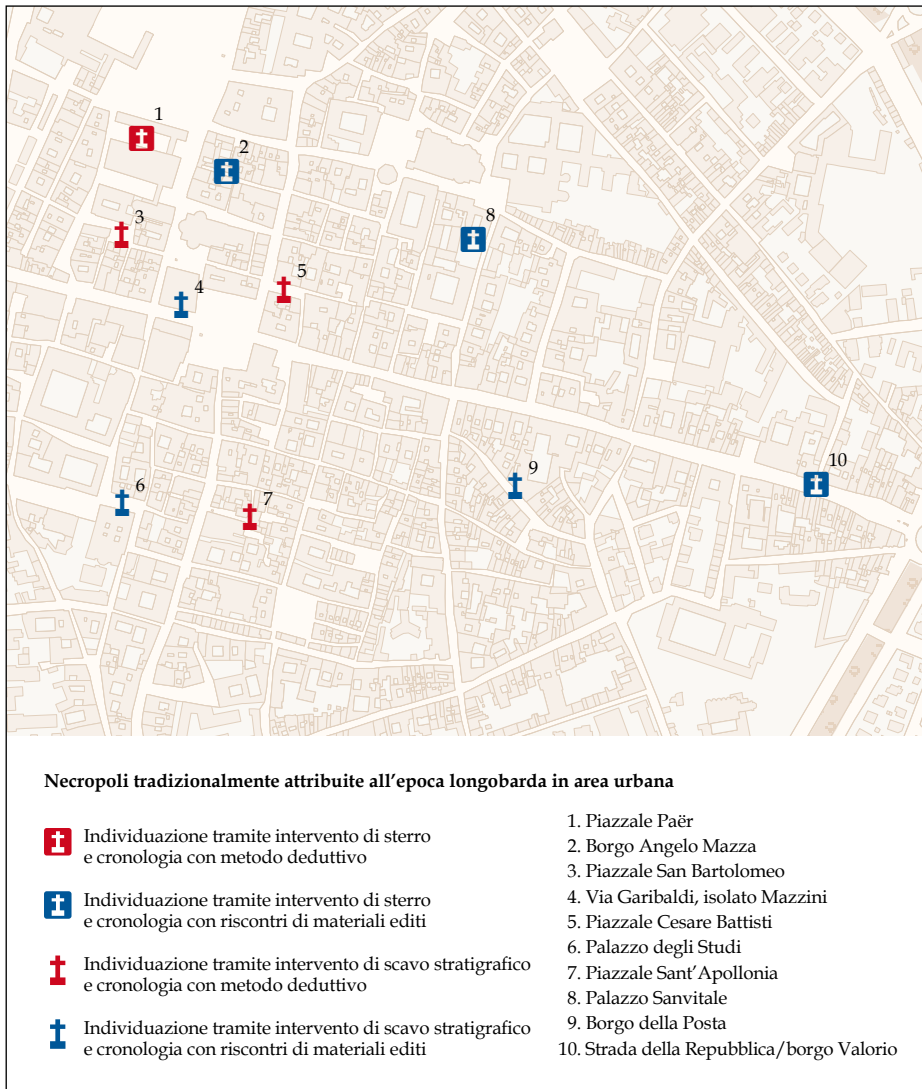 1
2
3
8
4
5
9
10
6
7
Necropoli tradizionalmente attribuite all'epoca longobarda in area urbana
Individuazione tramite intervento di sterro
e cronologia con metodo deduttivo
Individuazione tramite intervento di sterro
e cronologia con riscontri di materiali editi
Individuazione tramite intervento di scavo stratigrafico
e cronologia con metodo deduttivo
Individuazione tramite intervento di scavo stratigrafico
e cronologia con riscontri di materiali editi
1. Piazzale Paër
2. Borgo Angelo Mazza
3. Piazzale San Bartolomeo
4. Via Garibaldi, isolato Mazzini
5. Piazzale Cesare Battisti
6. Palazzo degli Studi
7. Piazzale Sant'Apollonia
8. Palazzo Sanvitale
9. Borgo della Posta
10. Strada della Repubblica/borgo Valorio